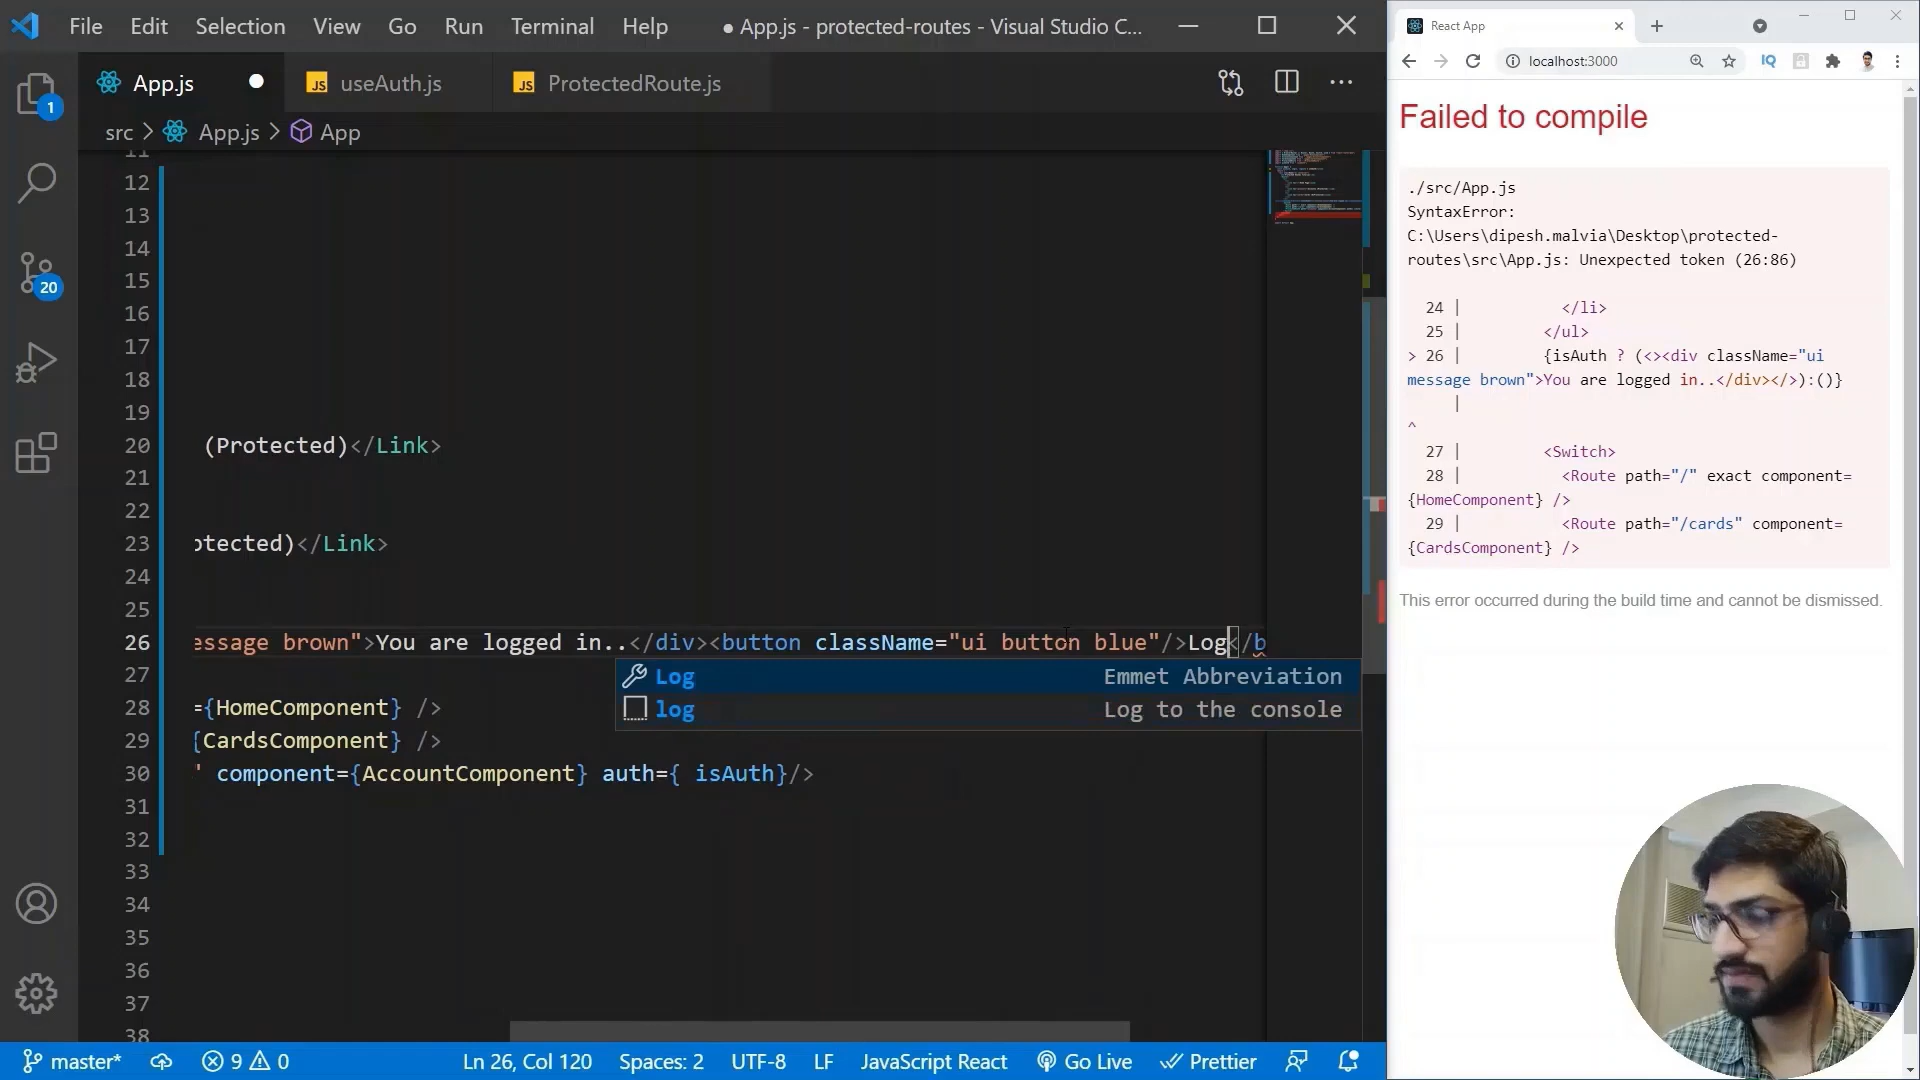 File Edit Selection View Go Run Terminal Help ● App.js - protected-routes - Visual Studio C...
App.js useAuth.js ProtectedRoute.js
src > App.js > App
11
12
13
14
15
16
17
18
19
20 (Protected)</Link>
21
22
23 otected)</Link>
24
25
26 essage brown">You are logged in..</div><button className="ui button blue"/>Log</b
27
28 ={HomeComponent} />
29 {CardsComponent} />
30 " component={AccountComponent} auth={ isAuth}/>
31
32
33
34
35
36
37
38
Log Emmet Abbreviation
log Log to the console
1
20
master* 9 0 Ln 26, Col 120 Spaces: 2 UTF-8 LF JavaScript React Go Live Prettier
React App
localhost:3000
IQ
Failed to compile
./src/App.js
SyntaxError:
C:\Users\dipesh.malvia\Desktop\protected-
routes\src\App.js: Unexpected token (26:86)
24 | </li>
25 | </ul>
> 26 | {isAuth ? (<><div className="ui
message brown">You are logged in..</div></>):()}
|
^
27 | <Switch>
28 | <Route path="/" exact component=
{HomeComponent} />
29 | <Route path="/cards" component=
{CardsComponent} />
This error occurred during the build time and cannot be dismissed.